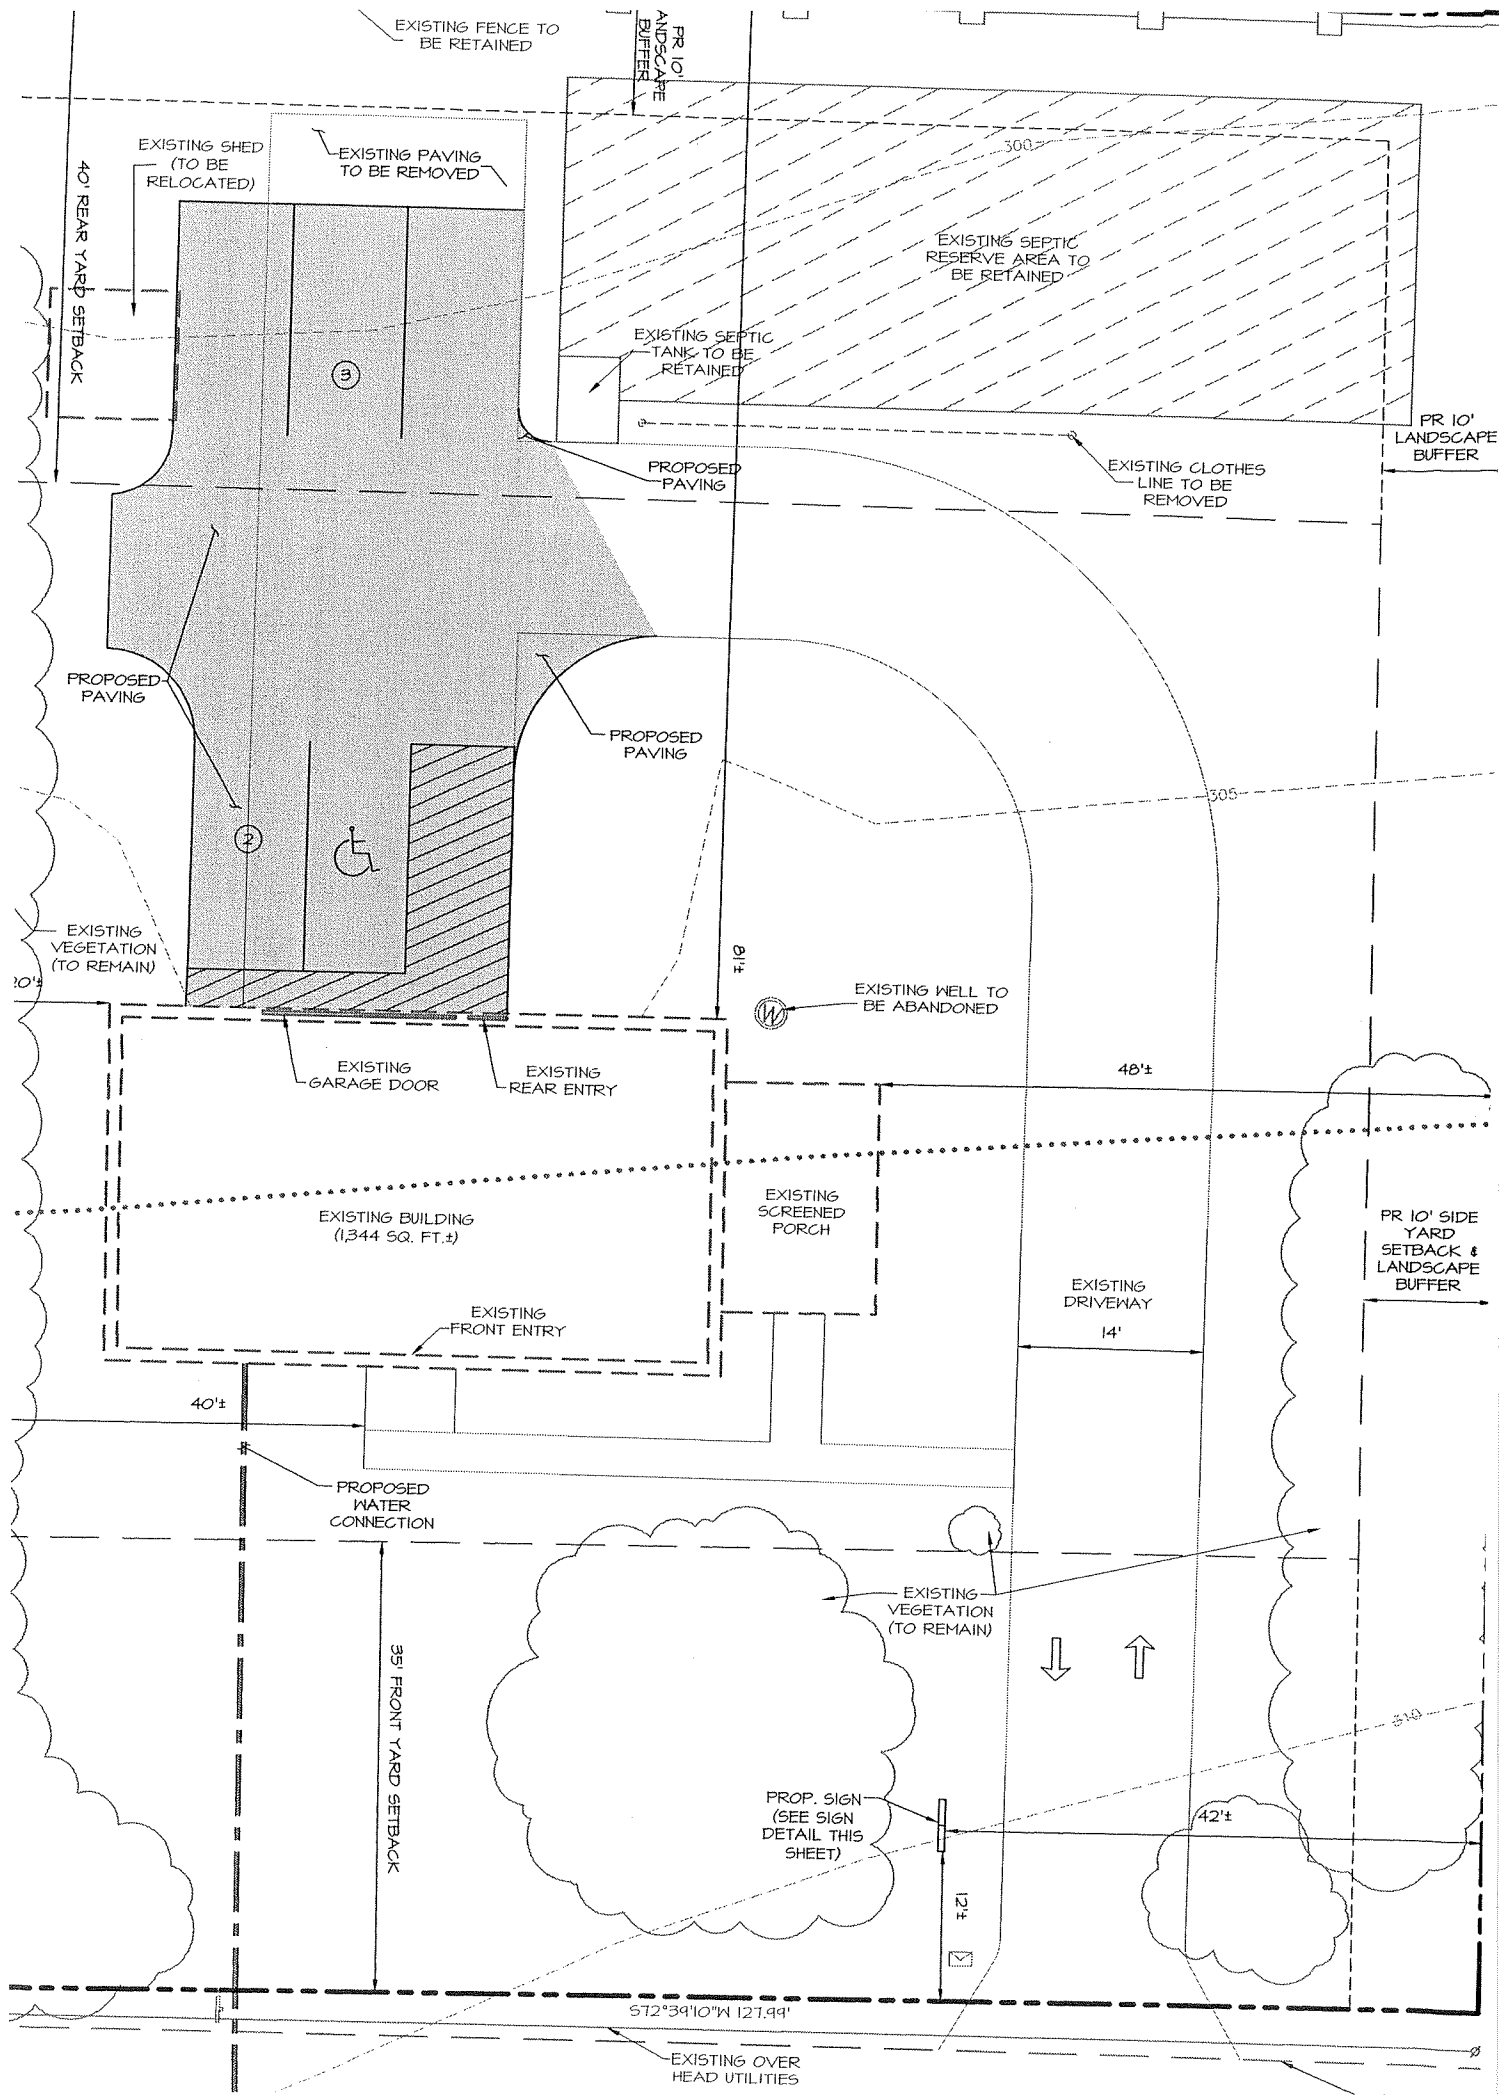 EXISTING FENCE TO
BE RETAINED
PR 10'
ANDSCAPE
BUFFER
EXISTING SHED
(TO BE
RELOCATED)
EXISTING PAVING
TO BE REMOVED
300
40' REAR YARD SETBACK
EXISTING SEPTIC
RESERVE AREA TO
BE RETAINED
EXISTING SEPTIC
TANK TO BE
RETAINED
3
PR 10'
LANDSCAPE
BUFFER
PROPOSED
PAVING
EXISTING CLOTHES
LINE TO BE
REMOVED
PROPOSED
PAVING
PROPOSED
PAVING
305
2
EXISTING
VEGETATION
(TO REMAIN)
20'±
81'±
W
EXISTING WELL TO
BE ABANDONED
EXISTING
GARAGE DOOR
EXISTING
REAR ENTRY
48'±
EXISTING BUILDING
(1,344 SQ. FT.±)
EXISTING
SCREENED
PORCH
PR 10' SIDE
YARD
SETBACK &
LANDSCAPE
BUFFER
EXISTING
DRIVEWAY
14'
EXISTING
FRONT ENTRY
40'±
PROPOSED
WATER
CONNECTION
EXISTING
VEGETATION
(TO REMAIN)
35' FRONT YARD SETBACK
310
PROP. SIGN
(SEE SIGN
DETAIL THIS
SHEET)
42'±
12'±
S72°39'10"W 127.99'
EXISTING OVER
HEAD UTILITIES